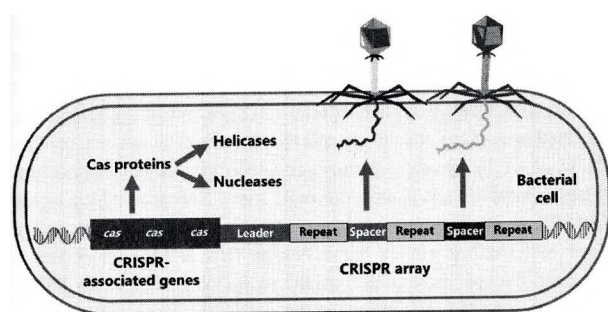 Helicases
Cas proteins
Nucleases
Bacterial
cell
cas cas cas Leader Repeat Spacer Repeat Spacer Repeat
CRISPR-
associated genes
CRISPR array